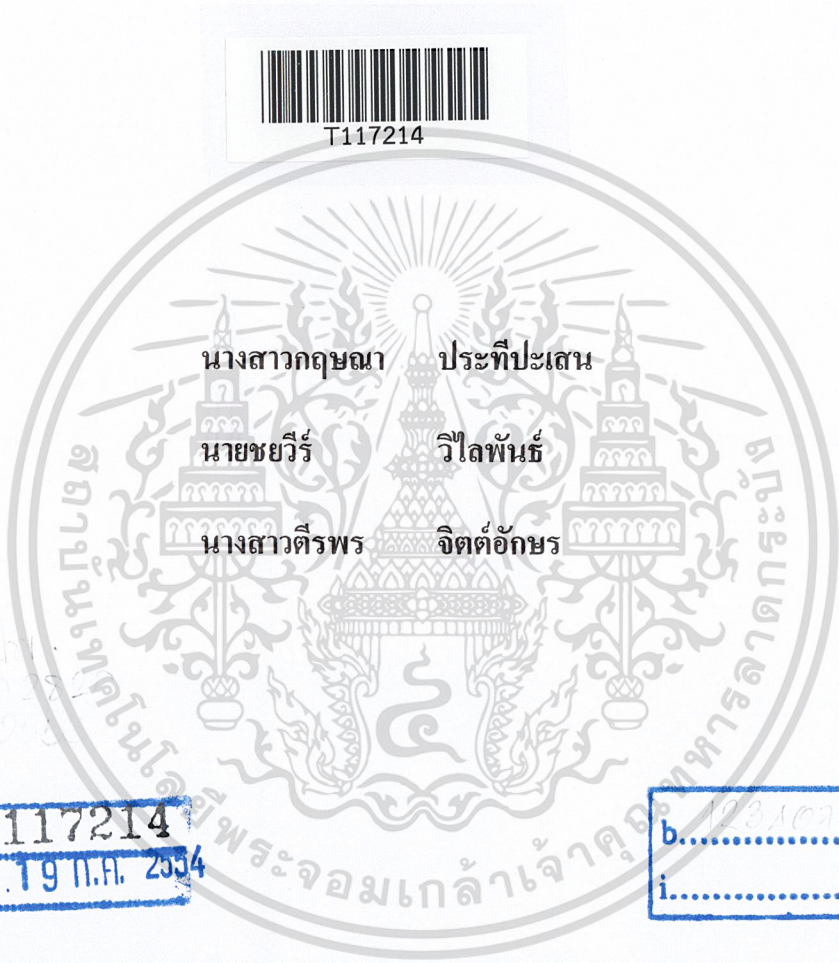 T117214
นางสาวกฤษณา ประทีปะเสน
นายชยวีร์ วิไลพันธ์
นางสาวตีรพร จิตต์อักษร
สถาบันเทคโนโลยีพระจอมเกล้าเจ้าคุณทหารลาดกระบัง
117214
19 ก.ค. 2554
b.
i.